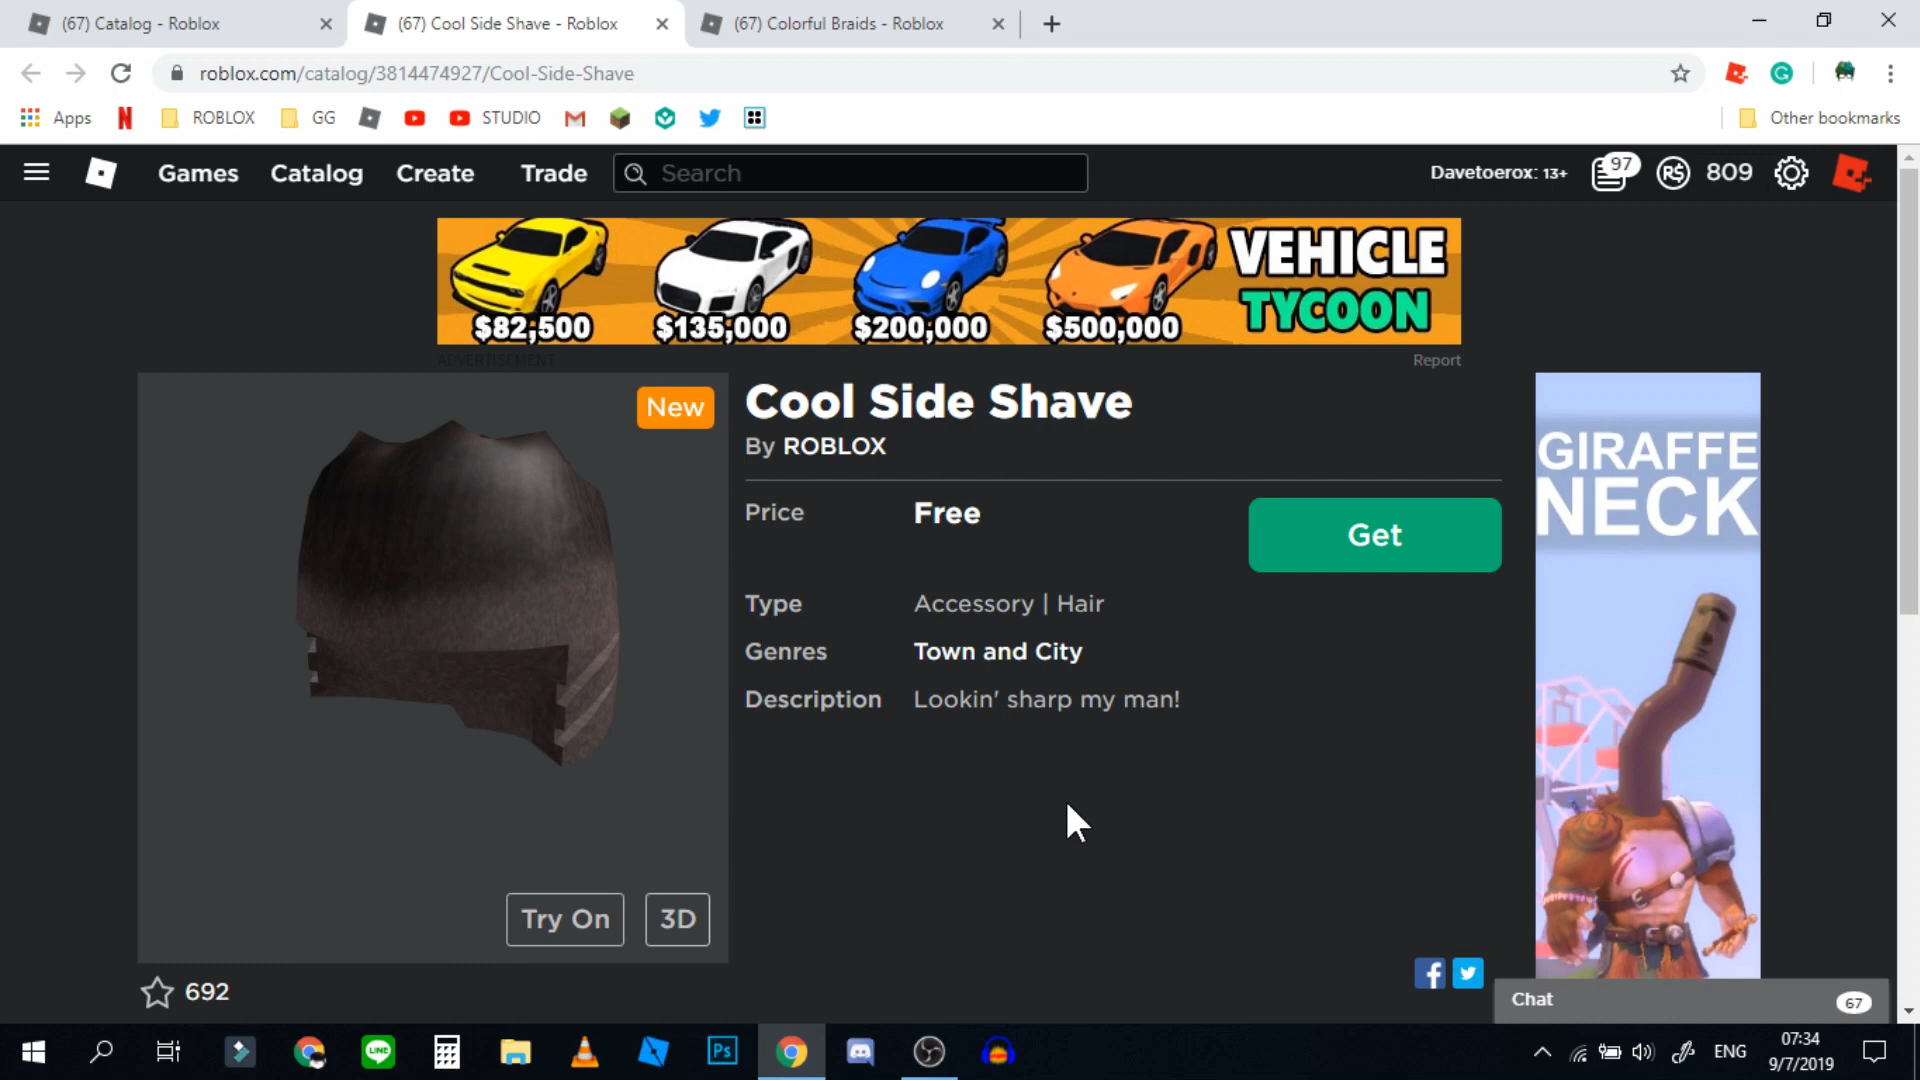 (67) Catalog - Roblox
(67) Cool Side Shave - Roblox
(67) Colorful Braids - Roblox
roblox.com/catalog/3814474927/Cool-Side-Shave
Apps
ROBLOX
GG
STUDIO
Other bookmarks
Games
Catalog
Create
Trade
Search
Davetoerox: 13+
97
R$
809
$82,500
$135,000
$200,000
$500,000
VEHICLE
TYCOON
ADVERTISEMENT
Report
New
Cool Side Shave
By ROBLOX
Price
Free
Get
Type
Accessory | Hair
Genres
Town and City
Description
Lookin' sharp my man!
Try On
3D
692
GIRAFFE
NECK
Chat
67
LINE
Ps
ENG
07:34
9/7/2019